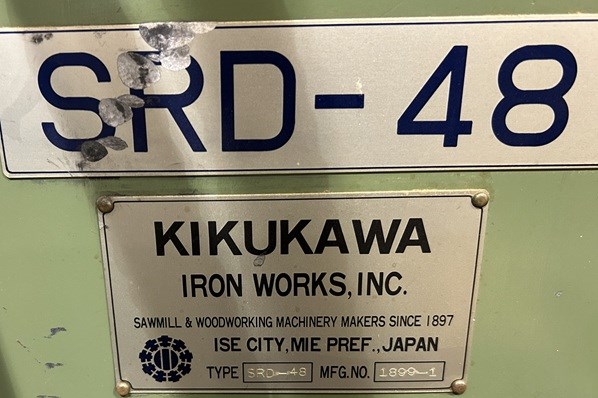 SRD-48
KIKUKAWA
IRON WORKS, INC.
SAWMILL & WOODWORKING MACHINERY MAKERS SINCE 1897
ISE CITY, MIE PREF., JAPAN
TYPE SRD-48 MFG. NO. 1899-1